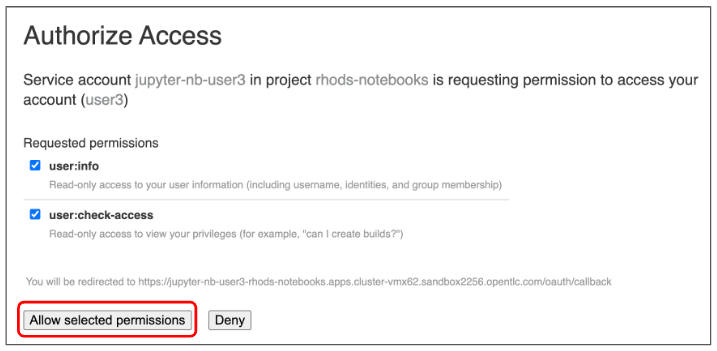 Authorize Access
Service account jupyter-nb-user3 in project rhods-notebooks is requesting permission to access your
account (user3)
Requested permissions
user:info
Read-only access to your user information (including username, identities, and group membership)
user:check-access
Read-only access to view your privileges (for example, "can I create builds?")
You will be redirected to https://jupyter-nb-user3-rhods-notebooks.apps.cluster-vmx62.sandbox2256.opentlc.com/oauth/callback
Allow selected permissions Deny